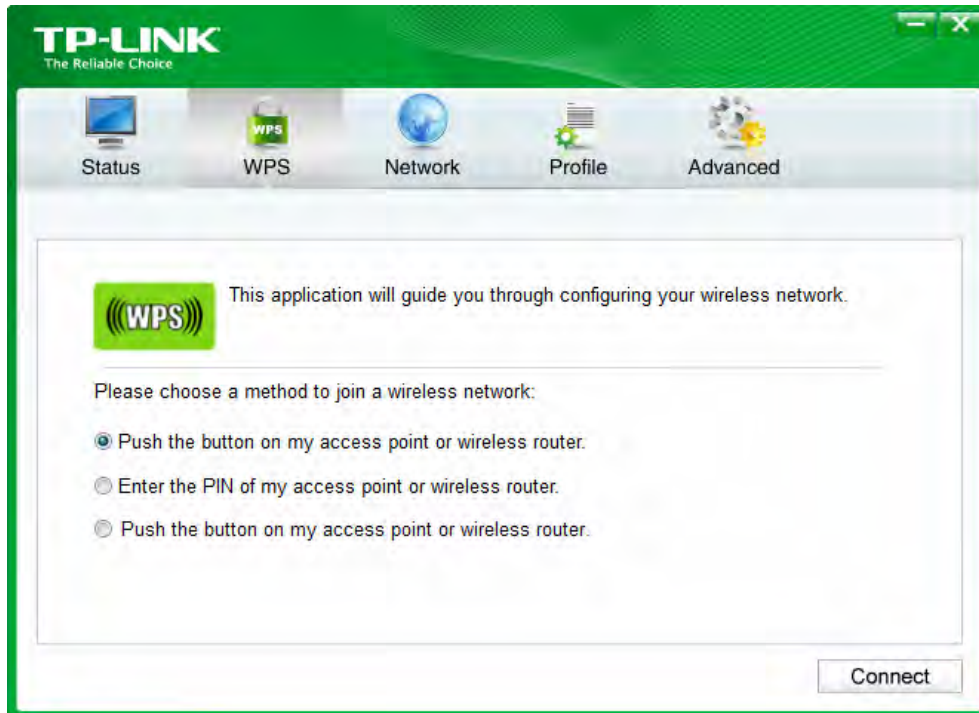 TP-LINK
The Reliable Choice
Status WPS Network Profile Advanced
WPS
(((WPS)))
This application will guide you through configuring your wireless network.
Please choose a method to join a wireless network:
Push the button on my access point or wireless router.
Enter the PIN of my access point or wireless router.
Push the button on my access point or wireless router.
Connect